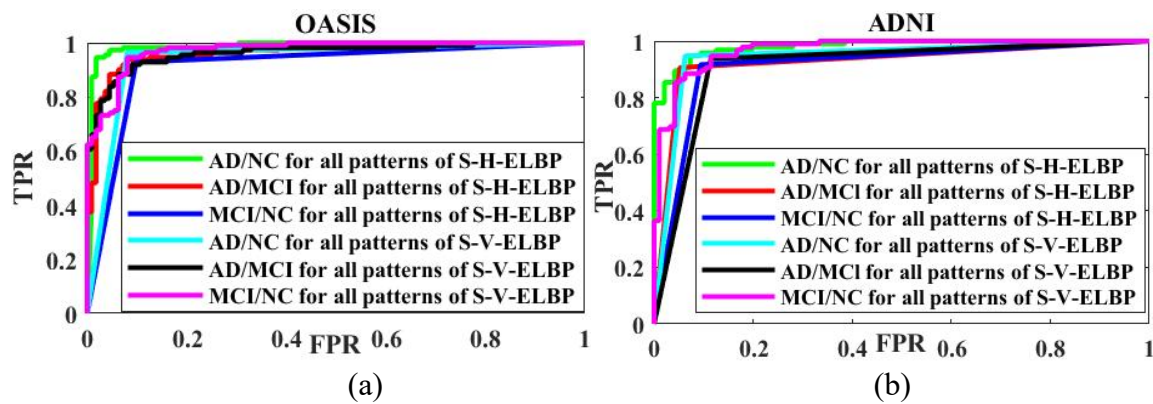 OASIS
TPR
1
0.8
0.6
0.4
0.2
0
AD/NC for all patterns of S-H-ELBP
AD/MCI for all patterns of S-H-ELBP
MCI/NC for all patterns of S-H-ELBP
AD/NC for all patterns of S-V-ELBP
AD/MCI for all patterns of S-V-ELBP
MCI/NC for all patterns of S-V-ELBP
0 0.2 0.4 0.6 0.8 1
FPR
(a)
ADNI
TPR
1
0.8
0.6
0.4
0.2
0
AD/NC for all patterns of S-H-ELBP
AD/MCl for all patterns of S-H-ELBP
MCI/NC for all patterns of S-H-ELBP
AD/NC for all patterns of S-V-ELBP
AD/MCl for all patterns of S-V-ELBP
MCI/NC for all patterns of S-V-ELBP
0 0.2 0.4 0.6 0.8 1
FPR
(b)